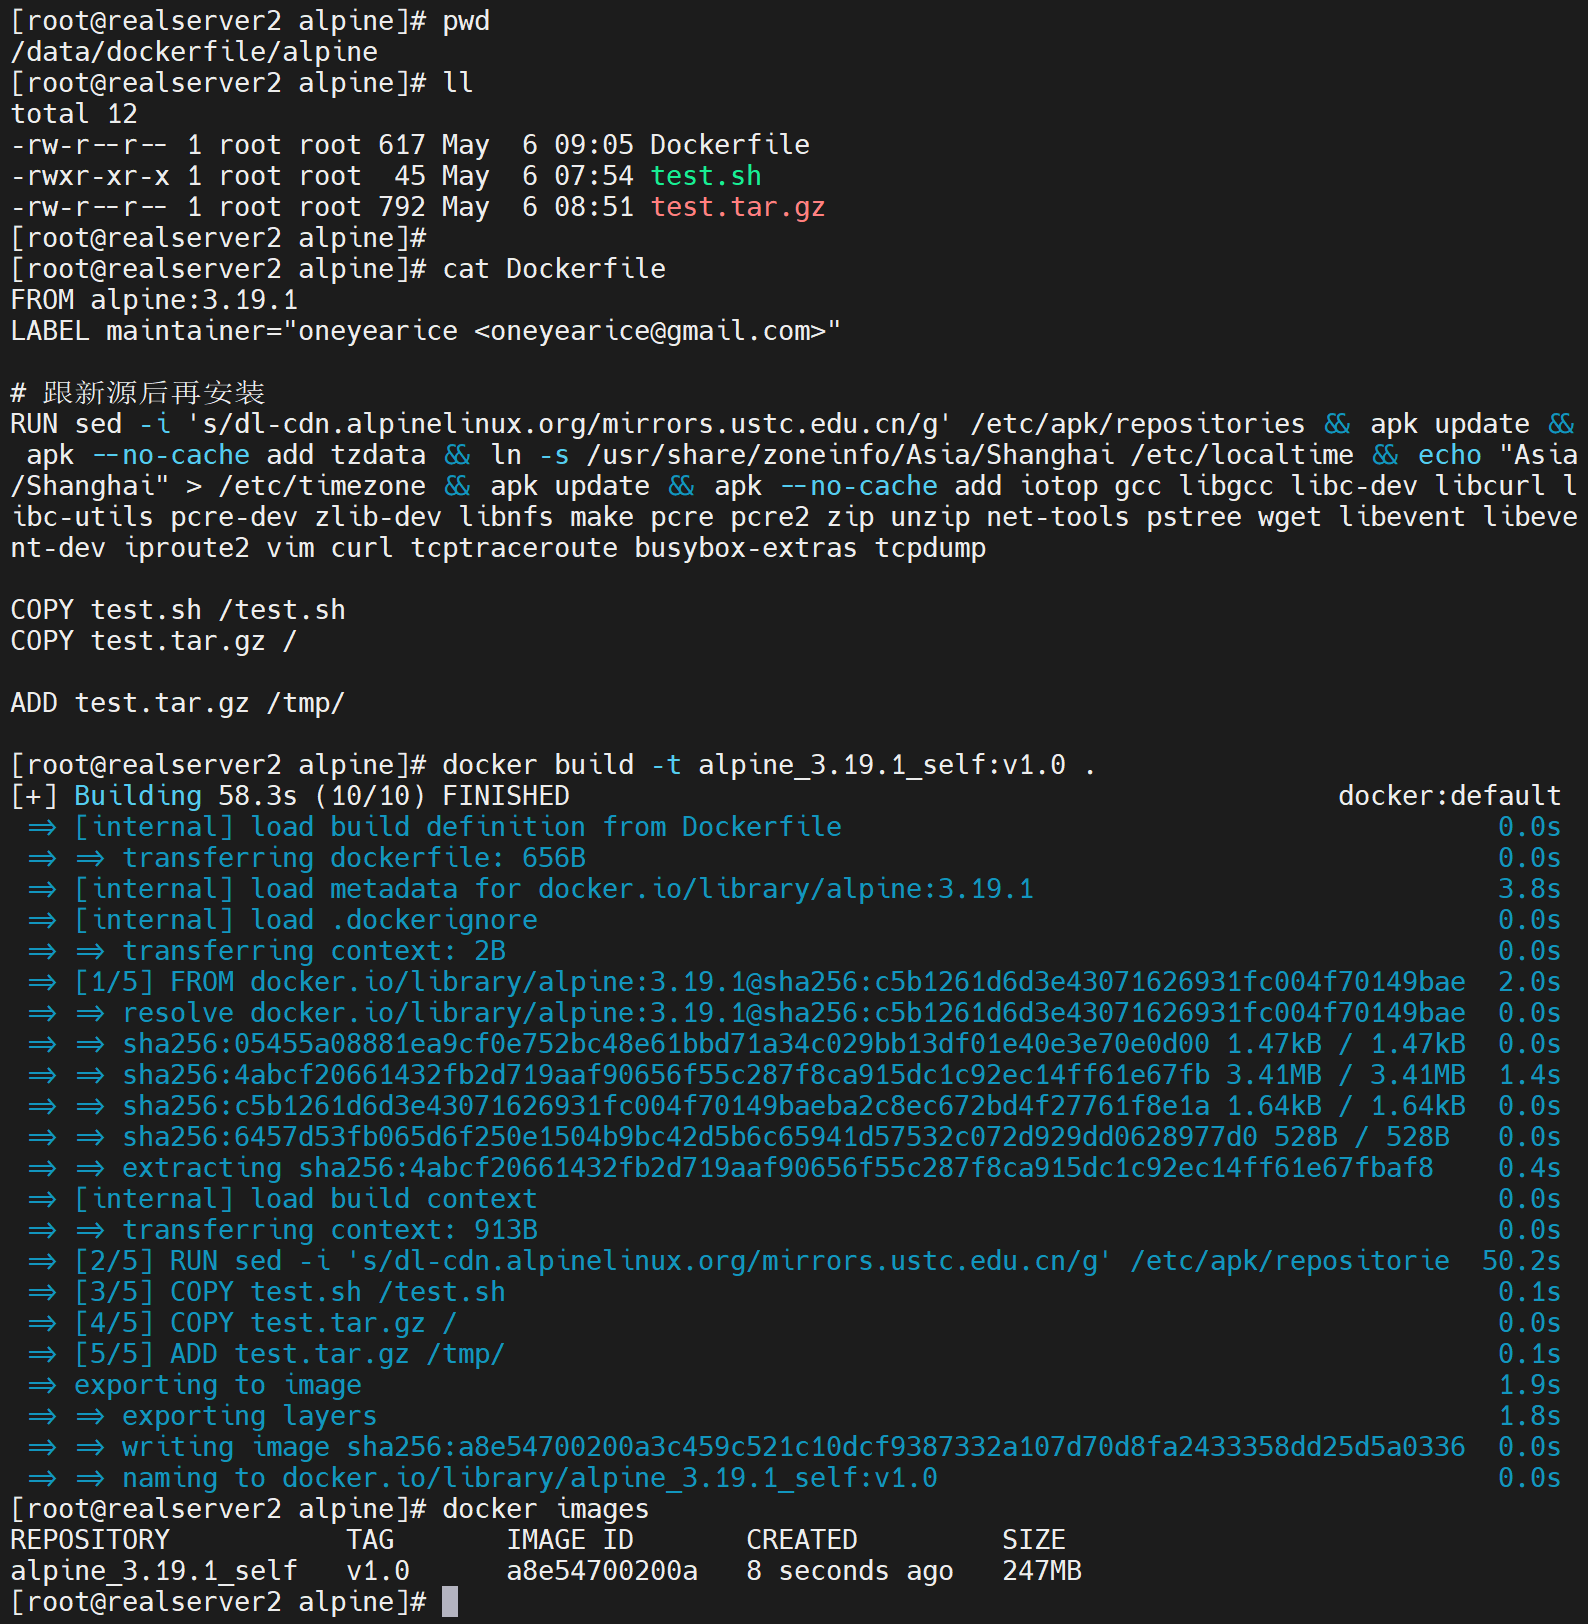 [root@realserver2 alpine]# pwd
/data/dockerfile/alpine
[root@realserver2 alpine]# ll
total 12
-rw-r--r-- 1 root root 617 May  6 09:05 Dockerfile
-rwxr-xr-x 1 root root  45 May  6 07:54 test.sh
-rw-r--r-- 1 root root 792 May  6 08:51 test.tar.gz
[root@realserver2 alpine]#
[root@realserver2 alpine]# cat Dockerfile
FROM alpine:3.19.1
LABEL maintainer="oneyearice <oneyearice@gmail.com>"
# 跟新源后再安装
RUN sed -i 's/dl-cdn.alpinelinux.org/mirrors.ustc.edu.cn/g' /etc/apk/repositories && apk update &&
 apk --no-cache add tzdata && ln -s /usr/share/zoneinfo/Asia/Shanghai /etc/localtime && echo "Asia
/Shanghai" > /etc/timezone && apk update && apk --no-cache add iotop gcc libgcc libc-dev libcurl l
ibc-utils pcre-dev zlib-dev libnfs make pcre pcre2 zip unzip net-tools pstree wget libevent libeve
nt-dev iproute2 vim curl tcptraceroute busybox-extras tcpdump
COPY test.sh /test.sh
COPY test.tar.gz /
ADD test.tar.gz /tmp/
[root@realserver2 alpine]# docker build -t alpine_3.19.1_self:v1.0 .
[+] Building 58.3s (10/10) FINISHED docker:default
 => [internal] load build definition from Dockerfile 0.0s
 => => transferring dockerfile: 656B 0.0s
 => [internal] load metadata for docker.io/library/alpine:3.19.1 3.8s
 => [internal] load .dockerignore 0.0s
 => => transferring context: 2B 0.0s
 => [1/5] FROM docker.io/library/alpine:3.19.1@sha256:c5b1261d6d3e43071626931fc004f70149bae 2.0s
 => => resolve docker.io/library/alpine:3.19.1@sha256:c5b1261d6d3e43071626931fc004f70149bae 0.0s
 => => sha256:05455a08881ea9cf0e752bc48e61bbd71a34c029bb13df01e40e3e70e0d00 1.47kB / 1.47kB 0.0s
 => => sha256:4abcf20661432fb2d719aaf90656f55c287f8ca915dc1c92ec14ff61e67fb 3.41MB / 3.41MB 1.4s
 => => sha256:c5b1261d6d3e43071626931fc004f70149baeba2c8ec672bd4f27761f8e1a 1.64kB / 1.64kB 0.0s
 => => sha256:6457d53fb065d6f250e1504b9bc42d5b6c65941d57532c072d929dd0628977d0 528B / 528B 0.0s
 => => extracting sha256:4abcf20661432fb2d719aaf90656f55c287f8ca915dc1c92ec14ff61e67fbaf8 0.4s
 => [internal] load build context 0.0s
 => => transferring context: 913B 0.0s
 => [2/5] RUN sed -i 's/dl-cdn.alpinelinux.org/mirrors.ustc.edu.cn/g' /etc/apk/repositorie 50.2s
 => [3/5] COPY test.sh /test.sh 0.1s
 => [4/5] COPY test.tar.gz / 0.0s
 => [5/5] ADD test.tar.gz /tmp/ 0.1s
 => exporting to image 1.9s
 => => exporting layers 1.8s
 => => writing image sha256:a8e54700200a3c459c521c10dcf9387332a107d70d8fa2433358dd25d5a0336 0.0s
 => => naming to docker.io/library/alpine_3.19.1_self:v1.0 0.0s
[root@realserver2 alpine]# docker images
REPOSITORY           TAG       IMAGE ID       CREATED         SIZE
alpine_3.19.1_self   v1.0      a8e54700200a   8 seconds ago   247MB
[root@realserver2 alpine]#